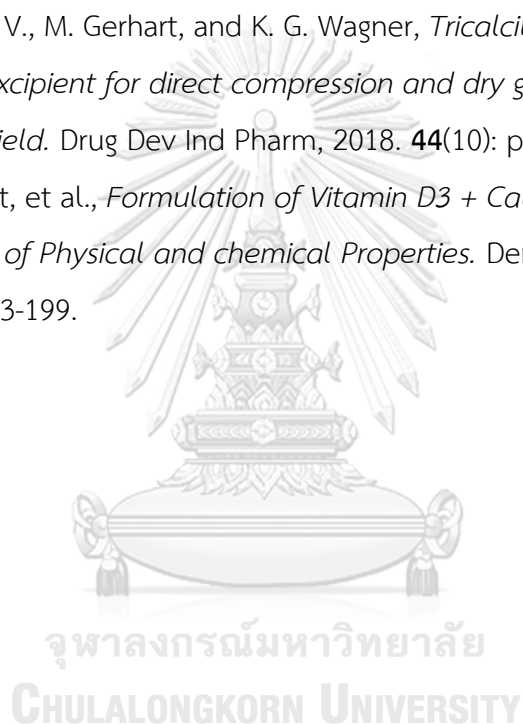 V., M. Gerhart, and K. G. Wagner, Tricalci
xcipient for direct compression and dry g
ield. Drug Dev Ind Pharm, 2018. 44(10): p
t, et al., Formulation of Vitamin D3 + Ca
of Physical and chemical Properties. De
3-199.
จุฬาลงกรณ์มหาวิทยาลัย
CHULALONGKORN UNIVERSITY